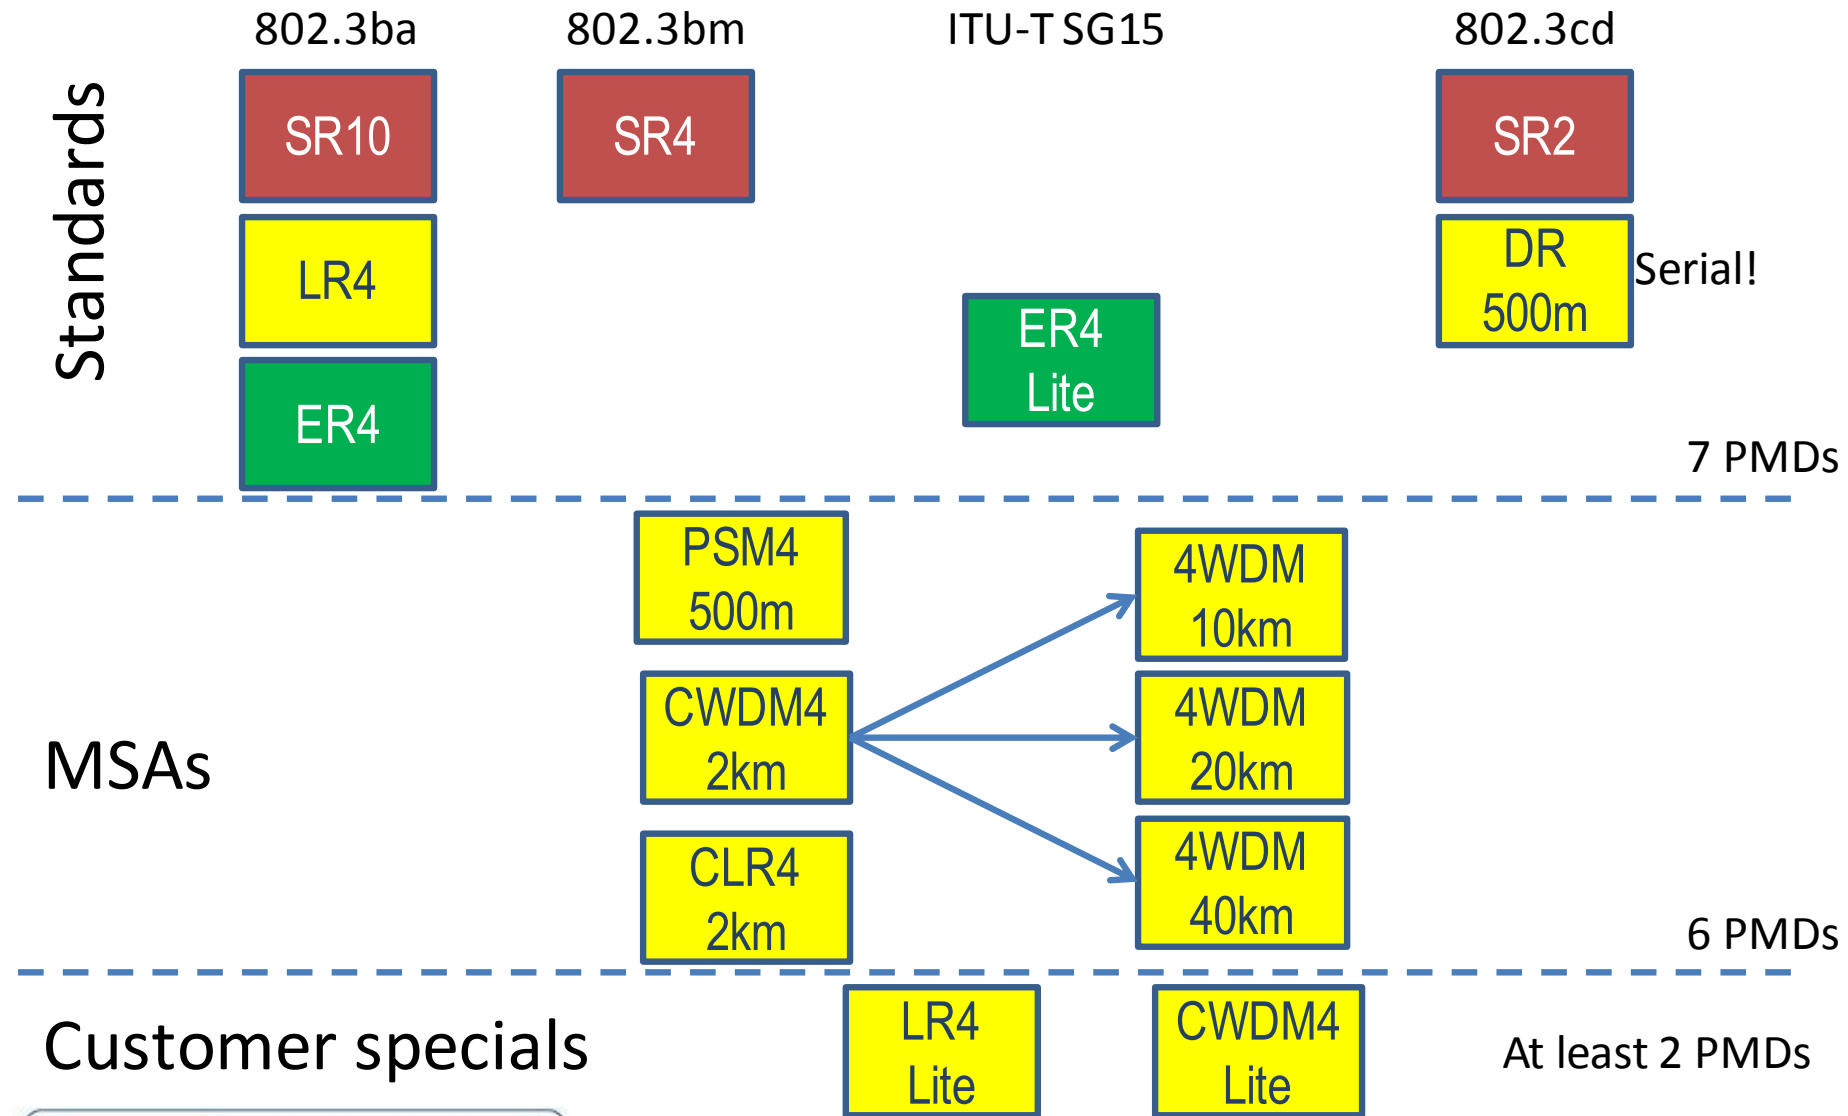 802.3ba
802.3bm
ITU-T SG15
802.3cd
Standards
SR10
SR4
SR2
LR4
DR
500m
Serial!
ER4
Lite
ER4
7 PMDs
MSAs
PSM4
500m
4WDM
10km
CWDM4
2km
4WDM
20km
CLR4
2km
4WDM
40km
6 PMDs
Customer specials
LR4
Lite
CWDM4
Lite
At least 2 PMDs